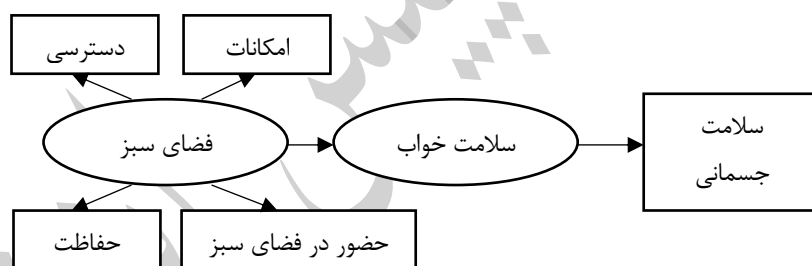 امکانات
دسترسی
فضای سبز
سلامت خواب
سلامت
جسمانی
حضور در فضای سبز
حفاظت